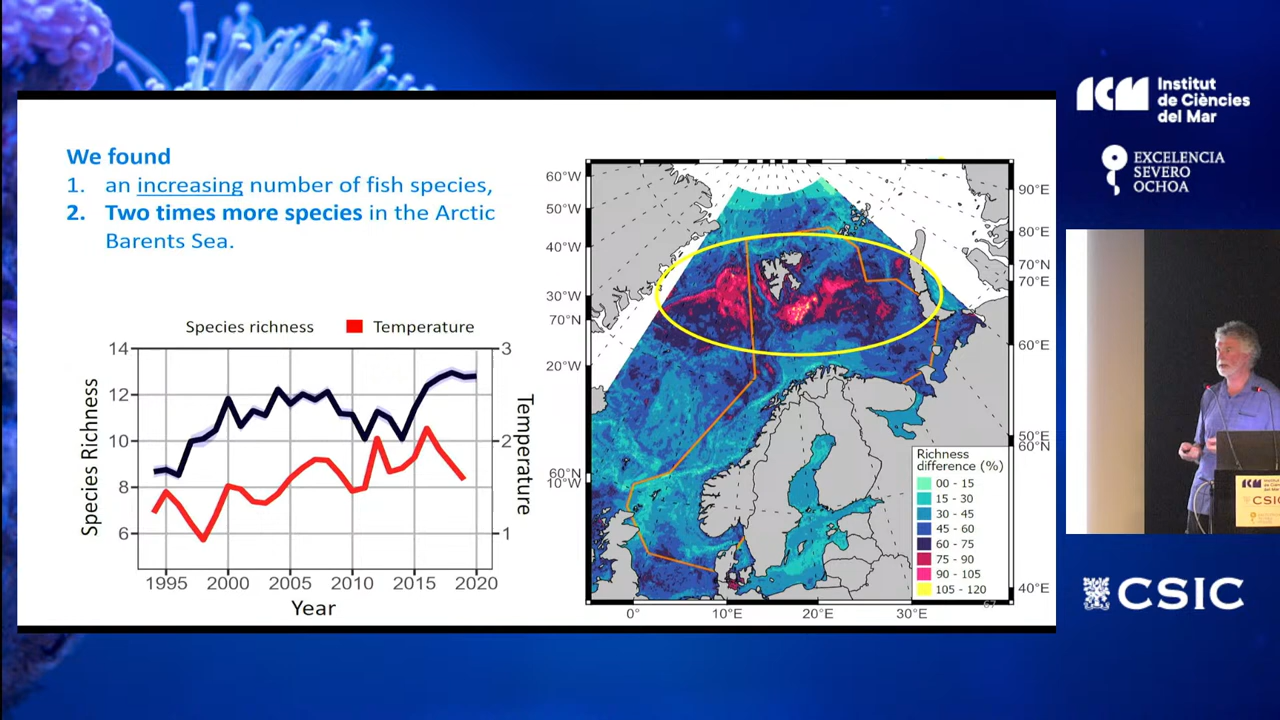 We found
1. an increasing number of fish species,
2. Two times more species in the Arctic
Barents Sea.
Species richness Temperature
14
12
10
8
6
3
2
1
Species Richness
Temperature
1995 2000 2005 2010 2015 2020
Year
60°W
50°W
40°W
30°W
70°N
20°W
60°N
10°W
90°E
80°E
70°N
70°E
60°E
50°E
60°N
40°E
0° 10°E 20°E 30°E
Richness
difference (%)
00 - 15
15 - 30
30 - 45
45 - 60
60 - 75
75 - 90
90 - 105
105 - 120
ICM
Institut
de Ciències
del Mar
EXCELENCIA
SEVERO
OCHOA
CSIC